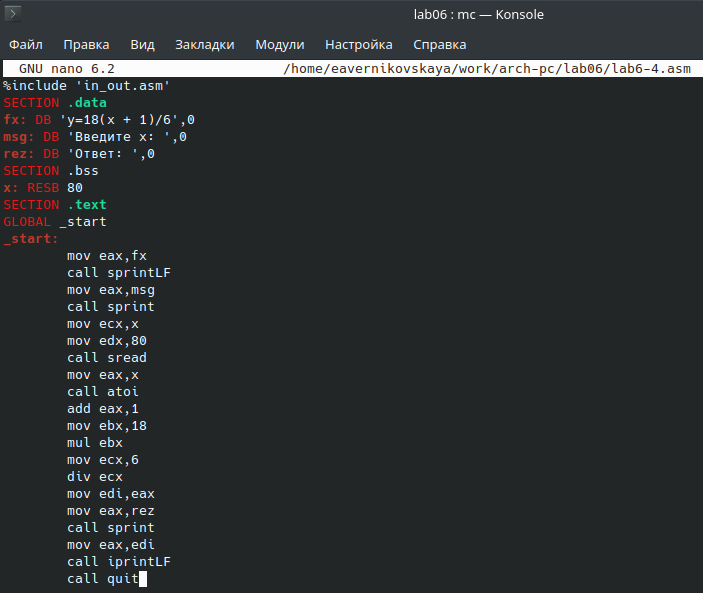 lab06 : mc — Konsole
Файл Правка Вид Закладки Модули Настройка Справка
GNU nano 6.2 /home/eavernikovskaya/work/arch-pc/lab06/lab6-4.asm
%include 'in_out.asm'
SECTION .data
fx: DB 'y=18(x + 1)/6',0
msg: DB 'Введите x: ',0
rez: DB 'Ответ: ',0
SECTION .bss
x: RESB 80
SECTION .text
GLOBAL _start
_start:
mov eax,fx
call sprintLF
mov eax,msg
call sprint
mov ecx,x
mov edx,80
call sread
mov eax,x
call atoi
add eax,1
mov ebx,18
mul ebx
mov ecx,6
div ecx
mov edi,eax
mov eax,rez
call sprint
mov eax,edi
call iprintLF
call quit